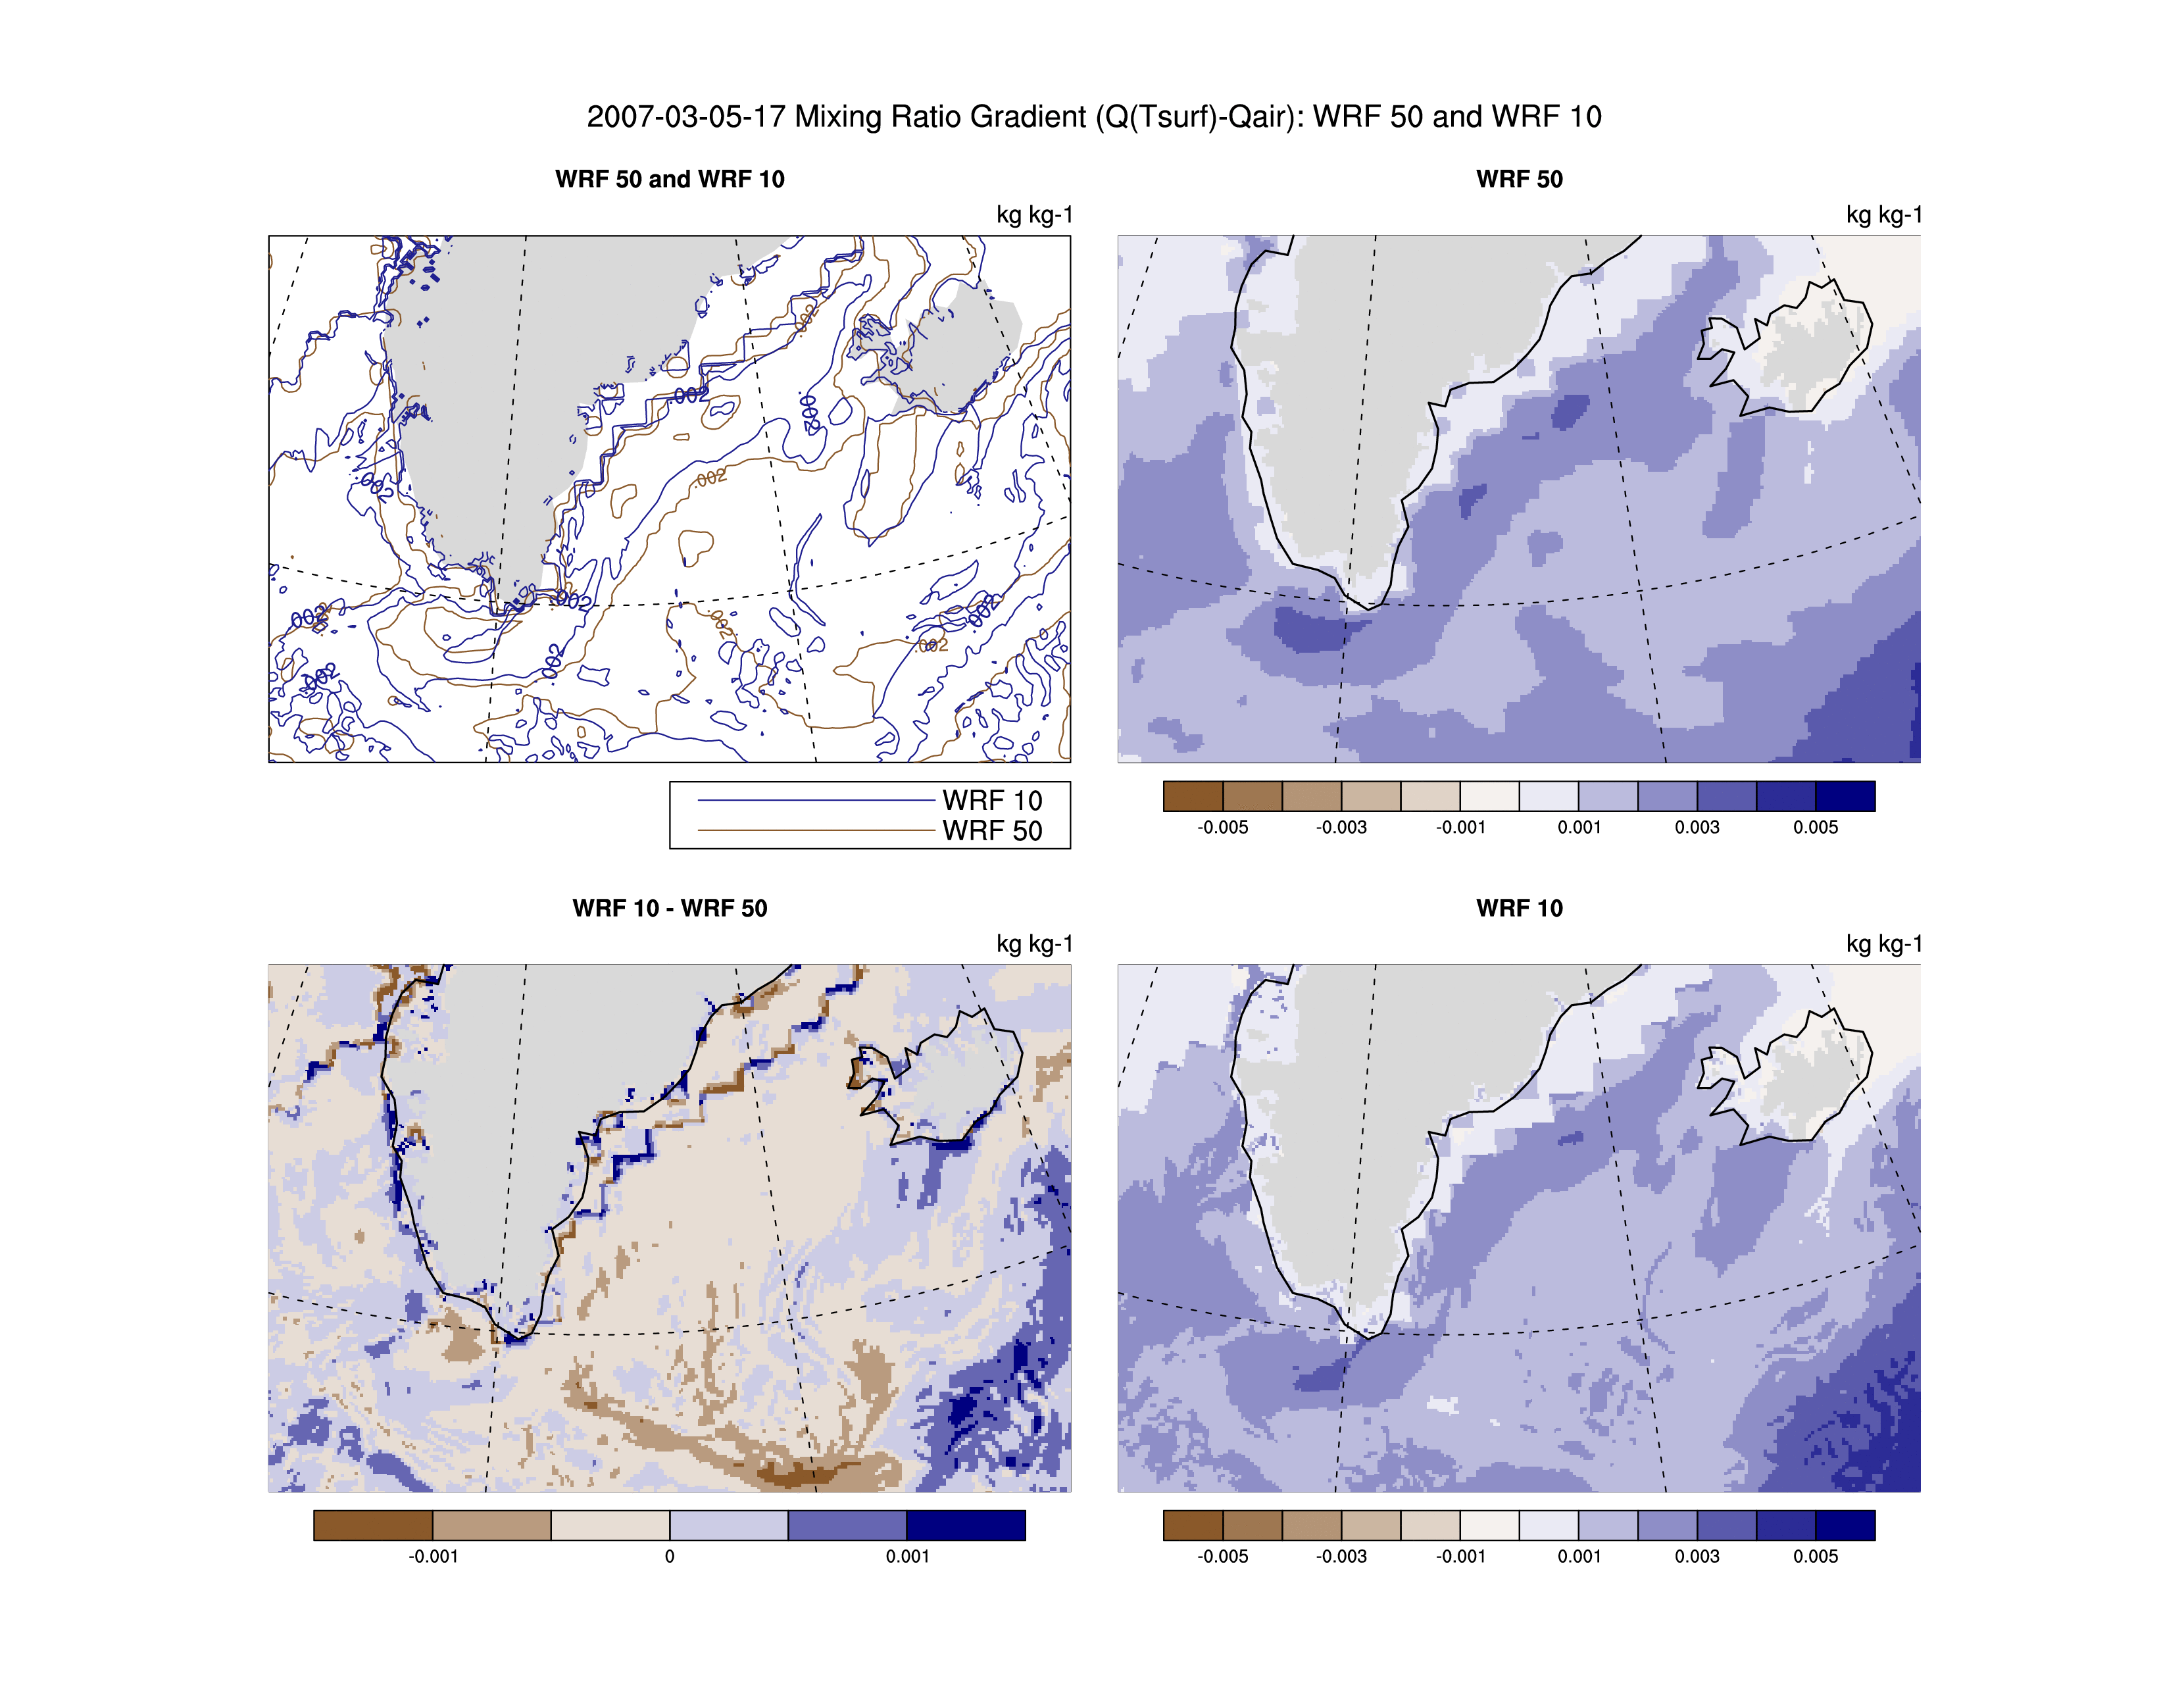 2007-03-05-17 Mixing Ratio Gradient (Q(Tsurf)-Qair): WRF 50 and WRF 10
WRF 50 and WRF 10
kg kg-1
.002
.002
.002
.002
.002
.002
.002
.002
.002
.002
.002
.002
WRF 10
WRF 50
WRF 50
kg kg-1
-0.005 -0.003 -0.001 0.001 0.003 0.005
WRF 10 - WRF 50
kg kg-1
-0.001 0 0.001
WRF 10
kg kg-1
-0.005 -0.003 -0.001 0.001 0.003 0.005